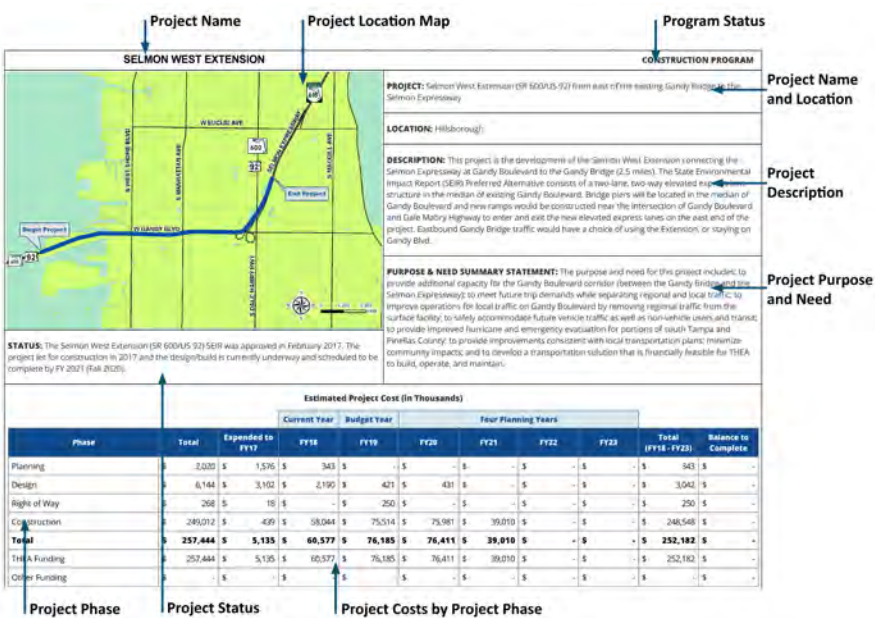 Project Name
Project Location Map
Program Status
SELMON WEST EXTENSION
CONSTRUCTION PROGRAM
W EUCLID AVE
S WEST SHORE BLVD
S MANHATTAN AVE
SELMON EXPRESSWAY
S MACDILL AVE
600
92
End Project
Begin Project
W GANDY BLVD
92
S DALE MABRY HWY
PROJECT: Selmon West Extension (SR 600/US 92) from east of the existing Gandy Bridge to the
Selmon Expressway
Project Name
and Location
LOCATION: Hillsborough
DESCRIPTION: This project is the development of the Selmon West Extension connecting the
Selmon Expressway at Gandy Boulevard to the Gandy Bridge (2.5 miles). The State Environmental
Impact Report (SEIR) Preferred Alternative consists of a two-lane, two-way elevated expressway
structure in the median of existing Gandy Boulevard. Bridge piers will be located in the median of
Gandy Boulevard and new ramps would be constructed near the intersection of Gandy Boulevard
and Dale Mabry Highway to enter and exit the new elevated express lanes on the east end of the
project. Eastbound Gandy Bridge traffic would have a choice of using the Extension, or staying on
Gandy Blvd.
Project
Description
PURPOSE & NEED SUMMARY STATEMENT: The purpose and need for this project includes: to
provide additional capacity for the Gandy Boulevard corridor (between the Gandy Bridge and the
Selmon Expressway); to meet future trip demands while separating regional and local traffic; to
improve operations for local traffic on Gandy Boulevard by removing regional traffic from the
surface facility; to safely accommodate future vehicle traffic as well as non-vehicle users and transit;
to provide improved hurricane and emergency evacuation for portions of south Tampa and
Pinellas County; to provide improvements consistent with local transportation plans; minimize
community impacts; and to develop a transportation solution that is financially feasible for THEA
to build, operate, and maintain.
Project Purpose
and Need
STATUS: The Selmon West Extension (SR 600/US 92) SEIR was approved in February 2017. The
project let for construction in 2017 and the design/build is currently underway and scheduled to be
complete by FY 2021 (Fall 2020).
Estimated Project Cost (in Thousands)
Current Year Budget Year Four Planning Years
Phase Total Expended to FY17 FY18 FY19 FY20 FY21 FY22 FY23 Total (FY18 - FY23) Balance to Complete
Planning $ 2,020 $ 1,576 $ 343 $ - $ - $ - $ - $ - $ 343 $ -
Design $ 6,144 $ 3,102 $ 2,190 $ 421 $ 431 $ - $ - $ - $ 3,042 $ -
Right of Way $ 268 $ 18 $ - $ 250 $ - $ - $ - $ - $ 250 $ -
Construction $ 249,012 $ 439 $ 58,044 $ 75,514 $ 75,981 $ 39,010 $ - $ - $ 248,548 $ -
Total $ 257,444 $ 5,135 $ 60,577 $ 76,185 $ 76,411 $ 39,010 $ - $ - $ 252,182 $ -
THEA Funding $ 257,444 $ 5,135 $ 60,577 $ 76,185 $ 76,411 $ 39,010 $ - $ - $ 252,182 $ -
Other Funding $ - $ - $ - $ - $ - $ - $ - $ - $ - $ -
Project Phase
Project Status
Project Costs by Project Phase